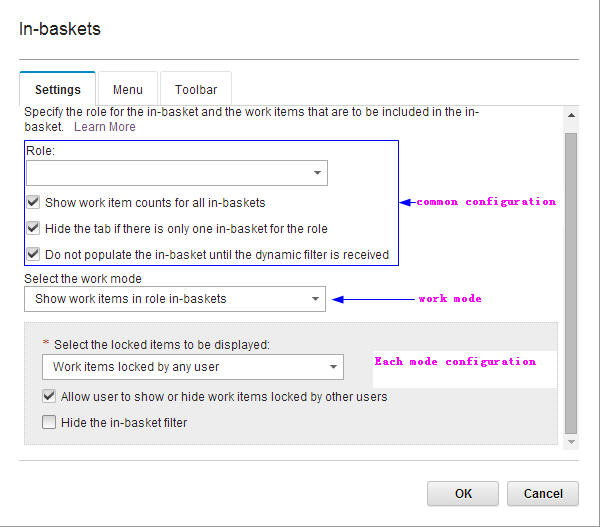 In-baskets
Settings
Menu
Toolbar
Specify the role for the in-basket and the work items that are to be included in the in-
basket. Learn More
Role:
Show work item counts for all in-baskets
Hide the tab if there is only one in-basket for the role
common configuration
Do not populate the in-basket until the dynamic filter is received
Select the work mode
Show work items in role in-baskets
work mode
* Select the locked items to be displayed:
Work items locked by any user
Each mode configuration
Allow user to show or hide work items locked by other users
Hide the in-basket filter
OK
Cancel